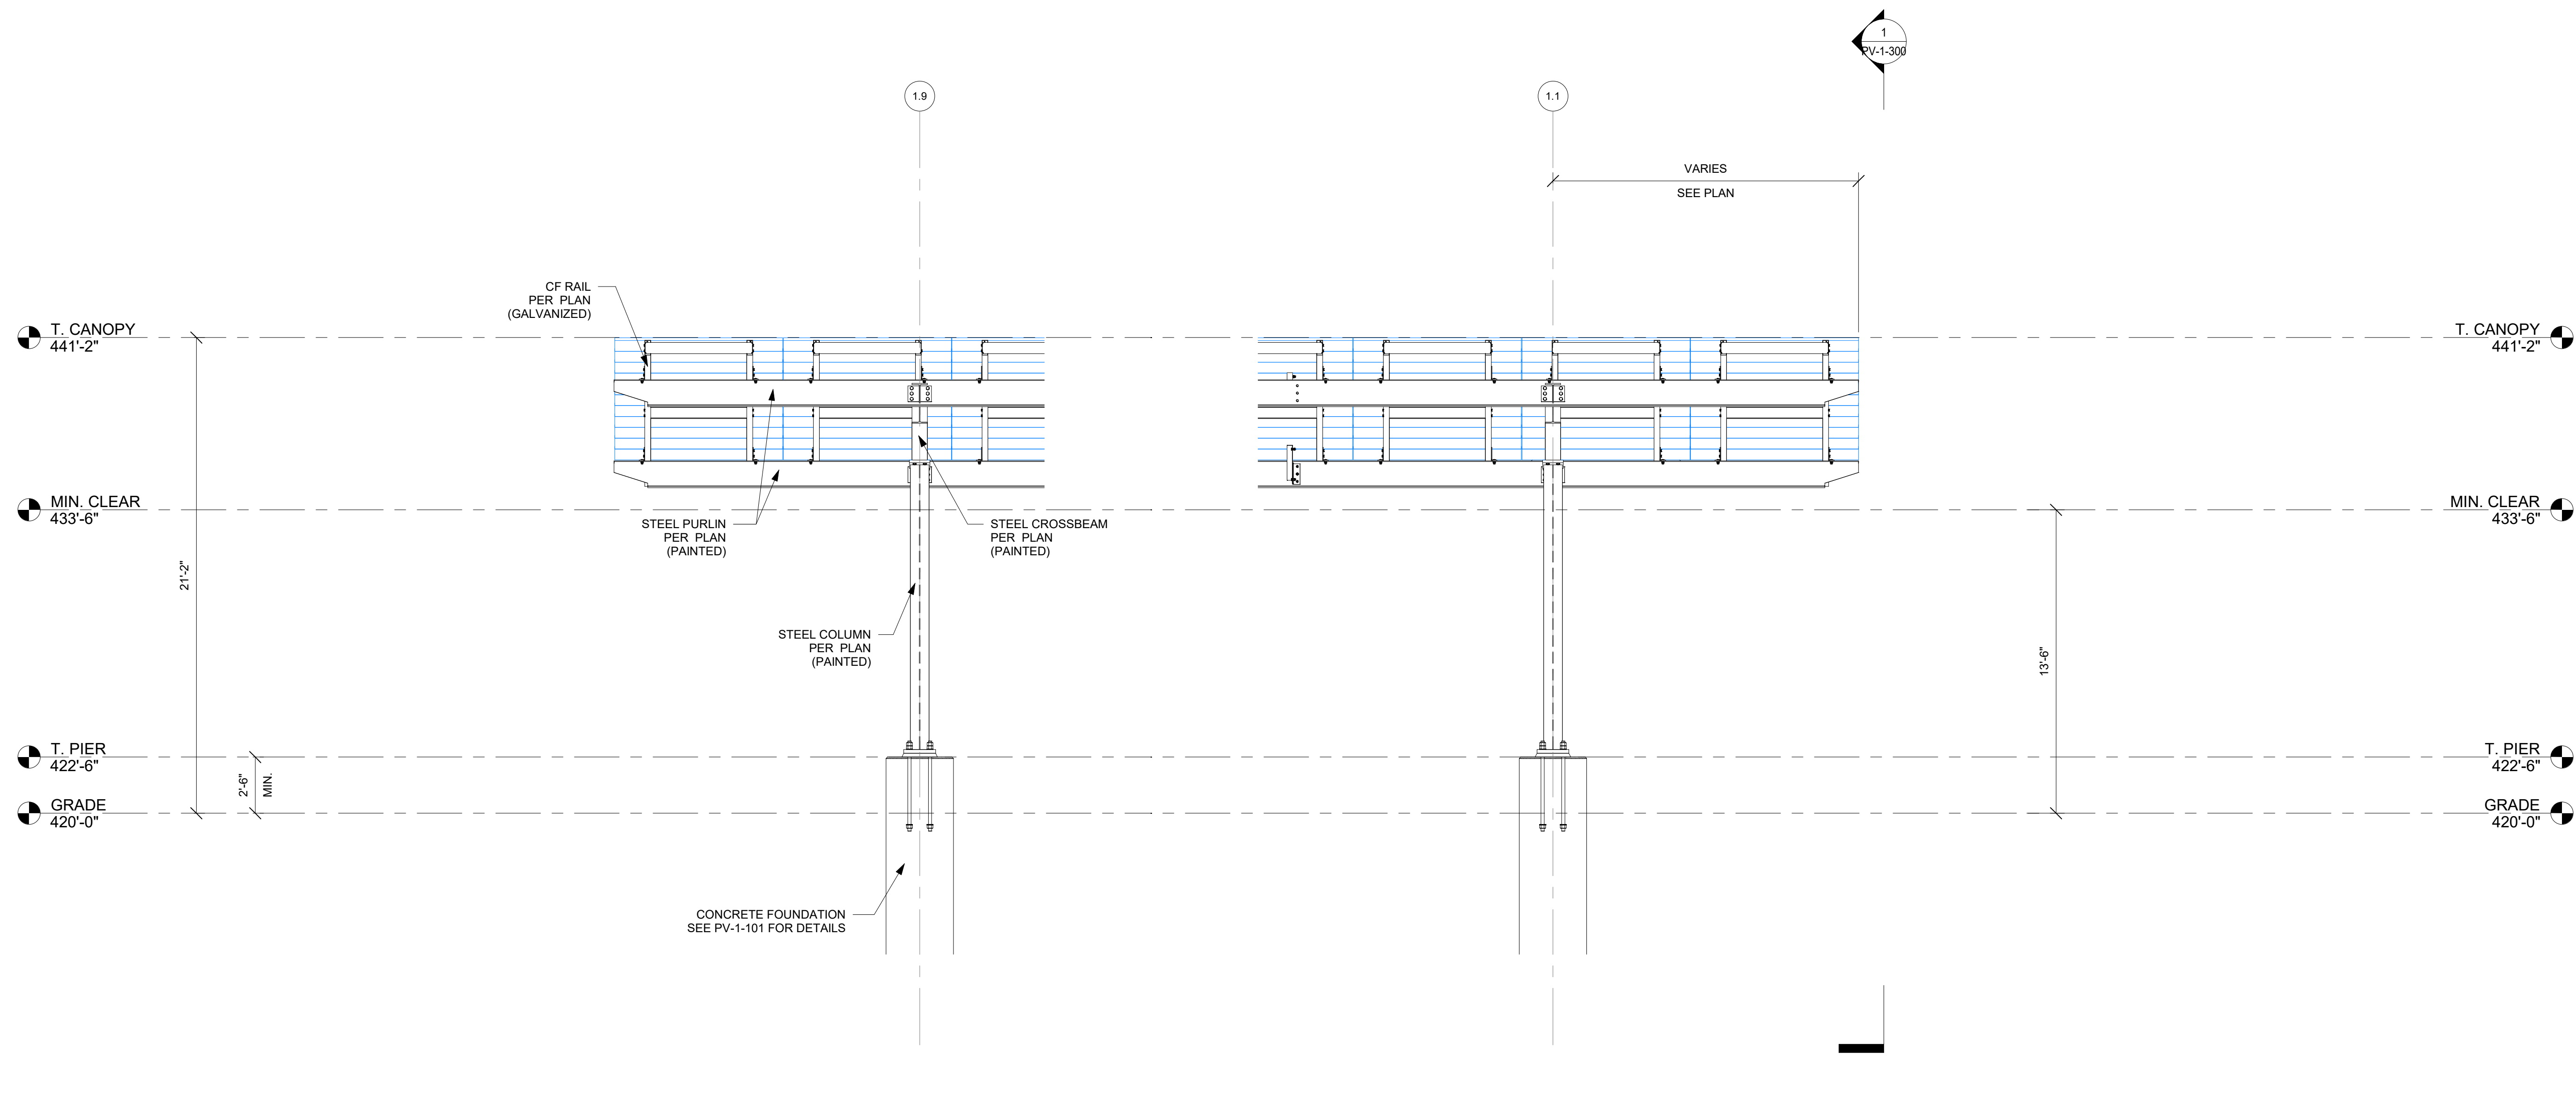 1
PV-1-300
1.9
1.1
VARIES
SEE PLAN
CF RAIL
PER PLAN
(GALVANIZED)
T. CANOPY
441'-2"
T. CANOPY
441'-2"
MIN. CLEAR
433'-6"
MIN. CLEAR
433'-6"
STEEL PURLIN
PER PLAN
(PAINTED)
STEEL CROSSBEAM
PER PLAN
(PAINTED)
21'-2"
STEEL COLUMN
PER PLAN
(PAINTED)
13'-6"
T. PIER
422'-6"
T. PIER
422'-6"
2'-6"
MIN.
GRADE
420'-0"
GRADE
420'-0"
CONCRETE FOUNDATION
SEE PV-1-101 FOR DETAILS